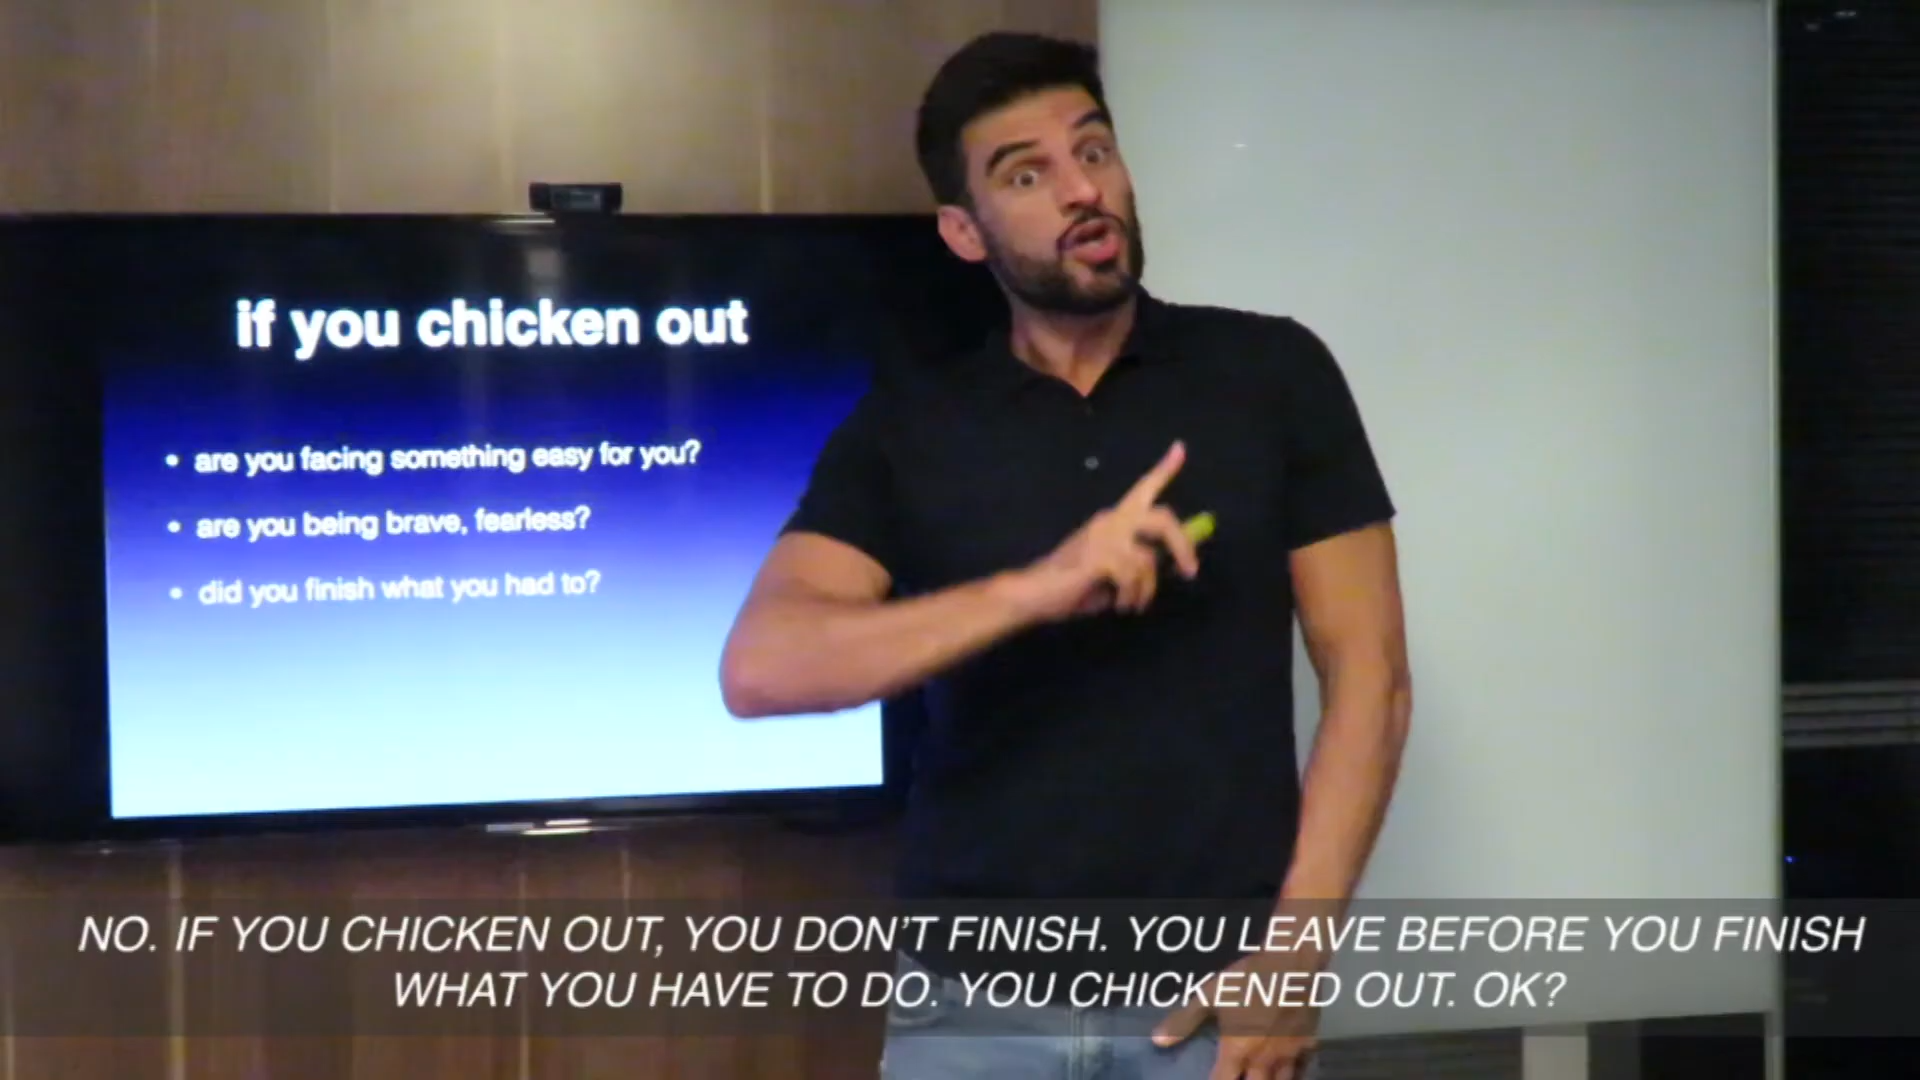 if you chicken out
• are you facing something easy for you?
• are you being brave, fearless?
• did you finish what you had to?
NO. IF YOU CHICKEN OUT, YOU DON'T FINISH. YOU LEAVE BEFORE YOU FINISH
WHAT YOU HAVE TO DO. YOU CHICKENED OUT. OK?